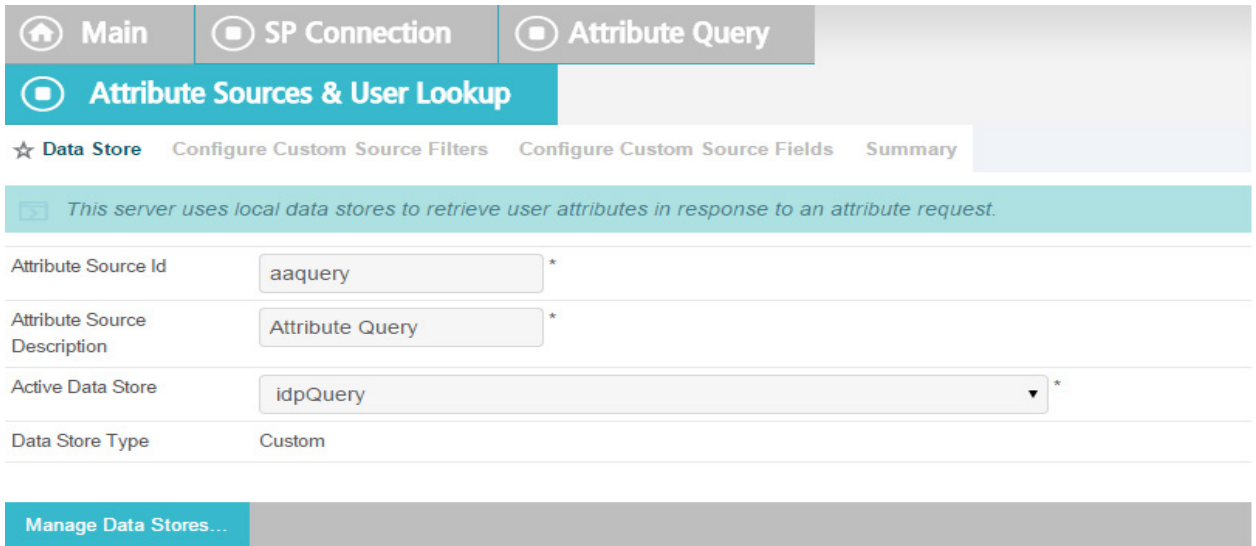 Main SP Connection Attribute Query
Attribute Sources & User Lookup
Data Store Configure Custom Source Filters Configure Custom Source Fields Summary
This server uses local data stores to retrieve user attributes in response to an attribute request.
Attribute Source Id aaquery *
Attribute Source Description Attribute Query *
Active Data Store idpQuery *
Data Store Type Custom
Manage Data Stores...